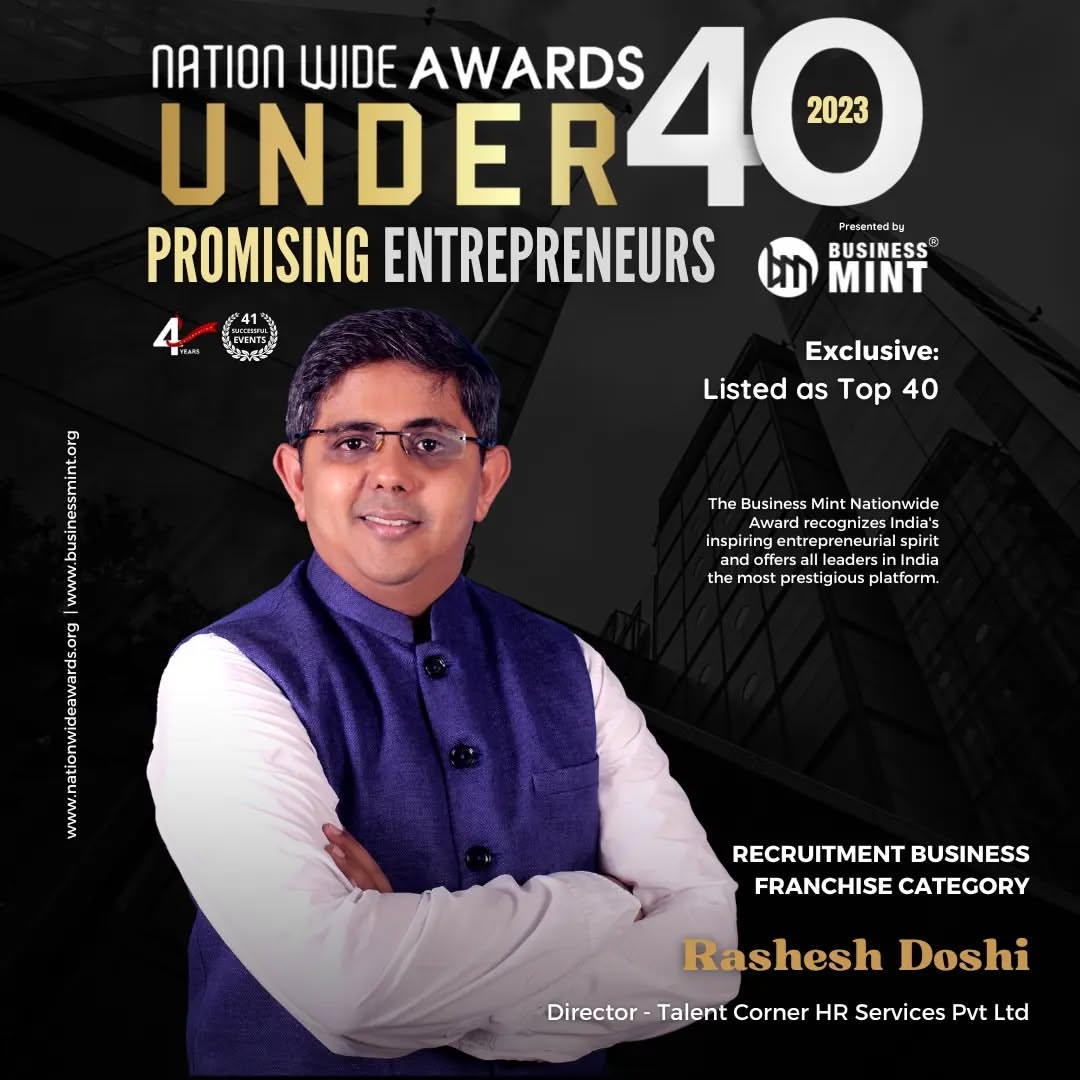 NATION WIDE AWARDS
UNDER 40
2023
PROMISING ENTREPRENEURS
Presented by
bm BUSINESS MINT®
4 YEARS
41
SUCCESSFUL
EVENTS
Exclusive:
Listed as Top 40
www.nationwideawards.org | www.businessmint.org
The Business Mint Nationwide
Award recognizes India's
inspiring entrepreneurial spirit
and offers all leaders in India
the most prestigious platform.
RECRUITMENT BUSINESS
FRANCHISE CATEGORY
Rashesh Doshi
Director - Talent Corner HR Services Pvt Ltd